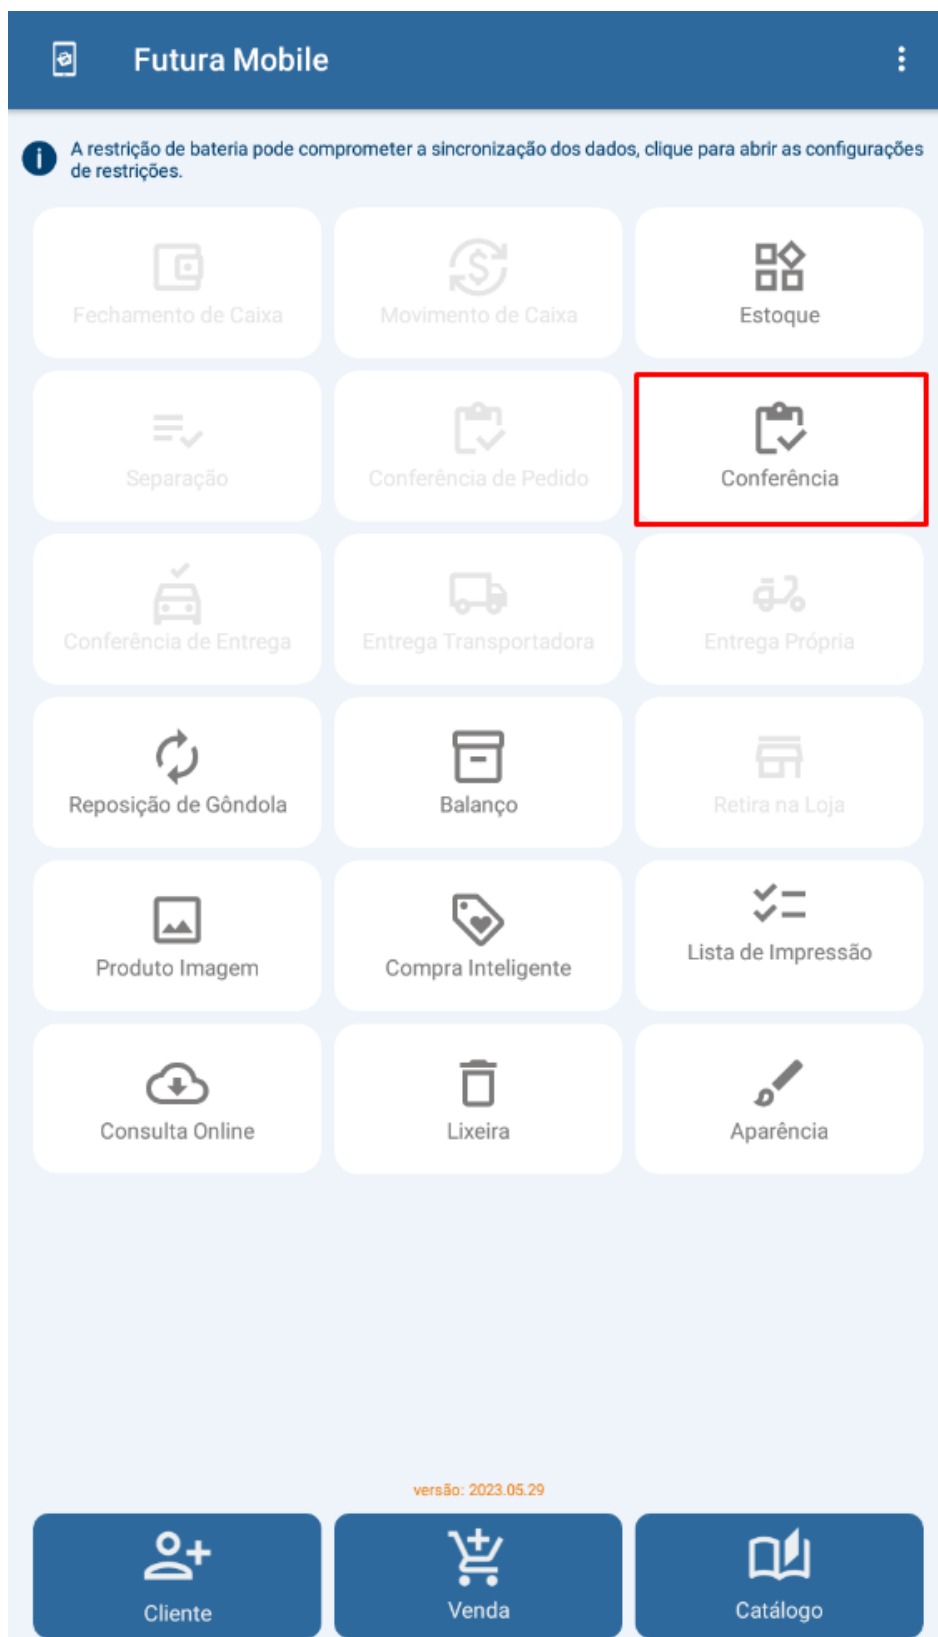 Futura Mobile
A restrição de bateria pode comprometer a sincronização dos dados, clique para abrir as configurações
de restrições.
Fechamento de Caixa
Movimento de Caixa
Estoque
Separação
Conferência de Pedido
Conferência
Conferência de Entrega
Entrega Transportadora
Entrega Própria
Reposição de Gôndola
Balanço
Retira na Loja
Produto Imagem
Compra Inteligente
Lista de Impressão
Consulta Online
Lixeira
Aparência
versão: 2023.05.29
Cliente
Venda
Catálogo